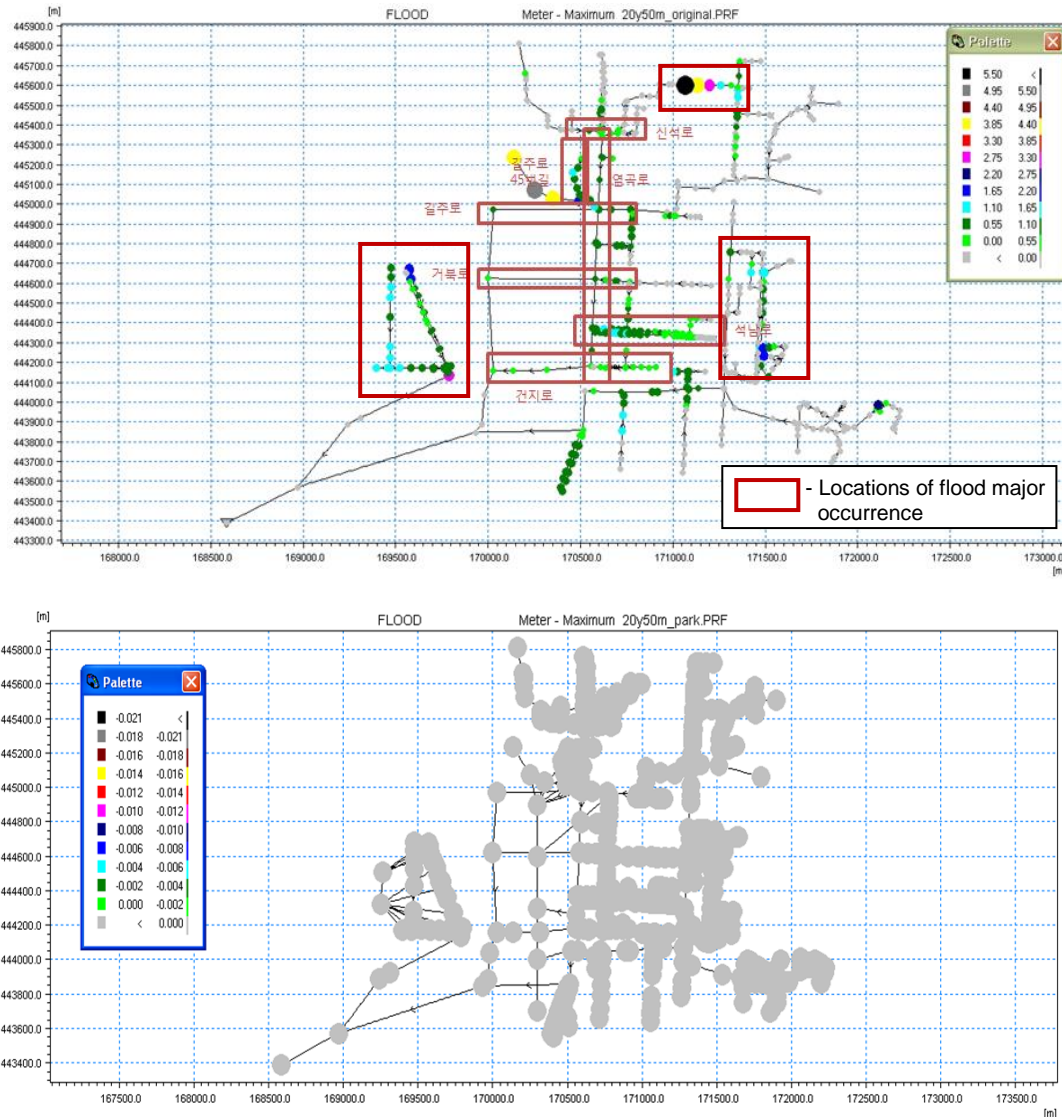 [m]
FLOOD
Meter - Maximum 20y50m_original.PRF
445900.0
445800.0
445700.0
445600.0
445500.0
445400.0
445300.0
445200.0
445100.0
445000.0
444900.0
444800.0
444700.0
444600.0
444500.0
444400.0
444300.0
444200.0
444100.0
444000.0
443900.0
443800.0
443700.0
443600.0
443500.0
443400.0
443300.0
신석로
길주로
45번길
염곡로
길주로
거북로
석남로
건지로
Palette
5.50 <
4.95 5.50
4.40 4.95
3.85 4.40
3.30 3.85
2.75 3.30
2.20 2.75
1.65 2.20
1.10 1.65
0.55 1.10
0.00 0.55
< 0.00
- Locations of flood major
occurrence
168000.0 168500.0 169000.0 169500.0 170000.0 170500.0 171000.0 171500.0 172000.0 172500.0 173000.0
[m]
[m]
FLOOD
Meter - Maximum 20y50m_park.PRF
445800.0
445600.0
445400.0
445200.0
445000.0
444800.0
444600.0
444400.0
444200.0
444000.0
443800.0
443600.0
443400.0
Palette
-0.021 <
-0.018 -0.021
-0.016 -0.018
-0.014 -0.016
-0.012 -0.014
-0.010 -0.012
-0.008 -0.010
-0.006 -0.008
-0.004 -0.006
-0.002 -0.004
0.000 -0.002
< 0.000
167500.0 168000.0 168500.0 169000.0 169500.0 170000.0 170500.0 171000.0 171500.0 172000.0 172500.0 173000.0 173500.0
[m]